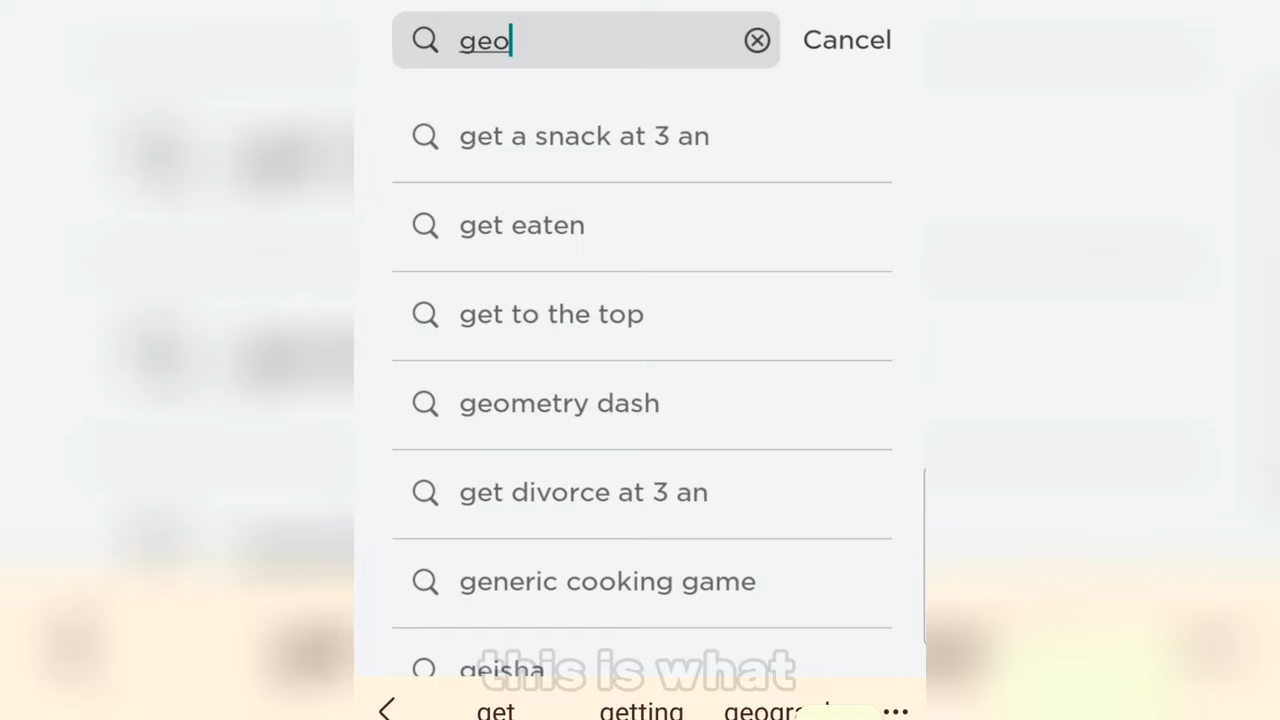 geo
Cancel
get a snack at 3 an
get eaten
get to the top
geometry dash
get divorce at 3 an
generic cooking game
geisha
this is what
get getting